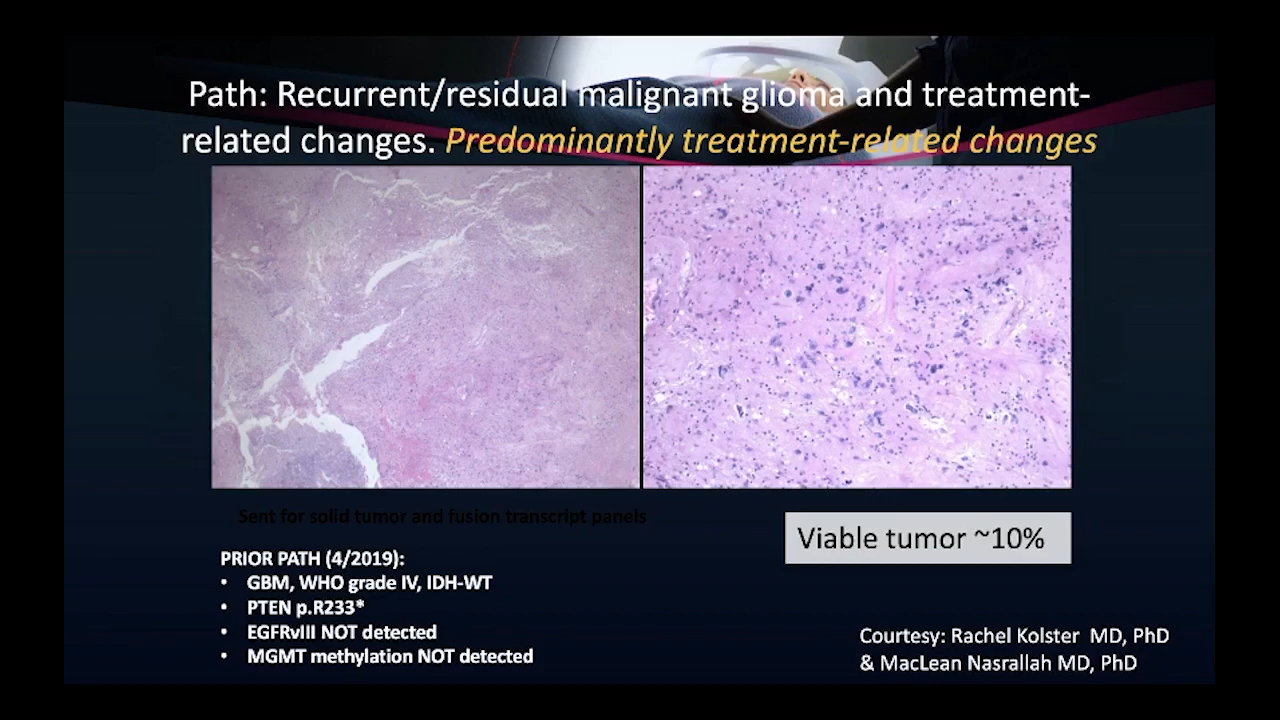 Path: Recurrent/residual malignant glioma and treatment-
related changes. Predominantly treatment-related changes
Sent for solid tumor and fusion transcript panels
Viable tumor ~10%
PRIOR PATH (4/2019):
• GBM, WHO grade IV, IDH-WT
• PTEN p.R233*
• EGFRvIII NOT detected
• MGMT methylation NOT detected
Courtesy: Rachel Kolster MD, PhD
& MacLean Nasrallah MD, PhD